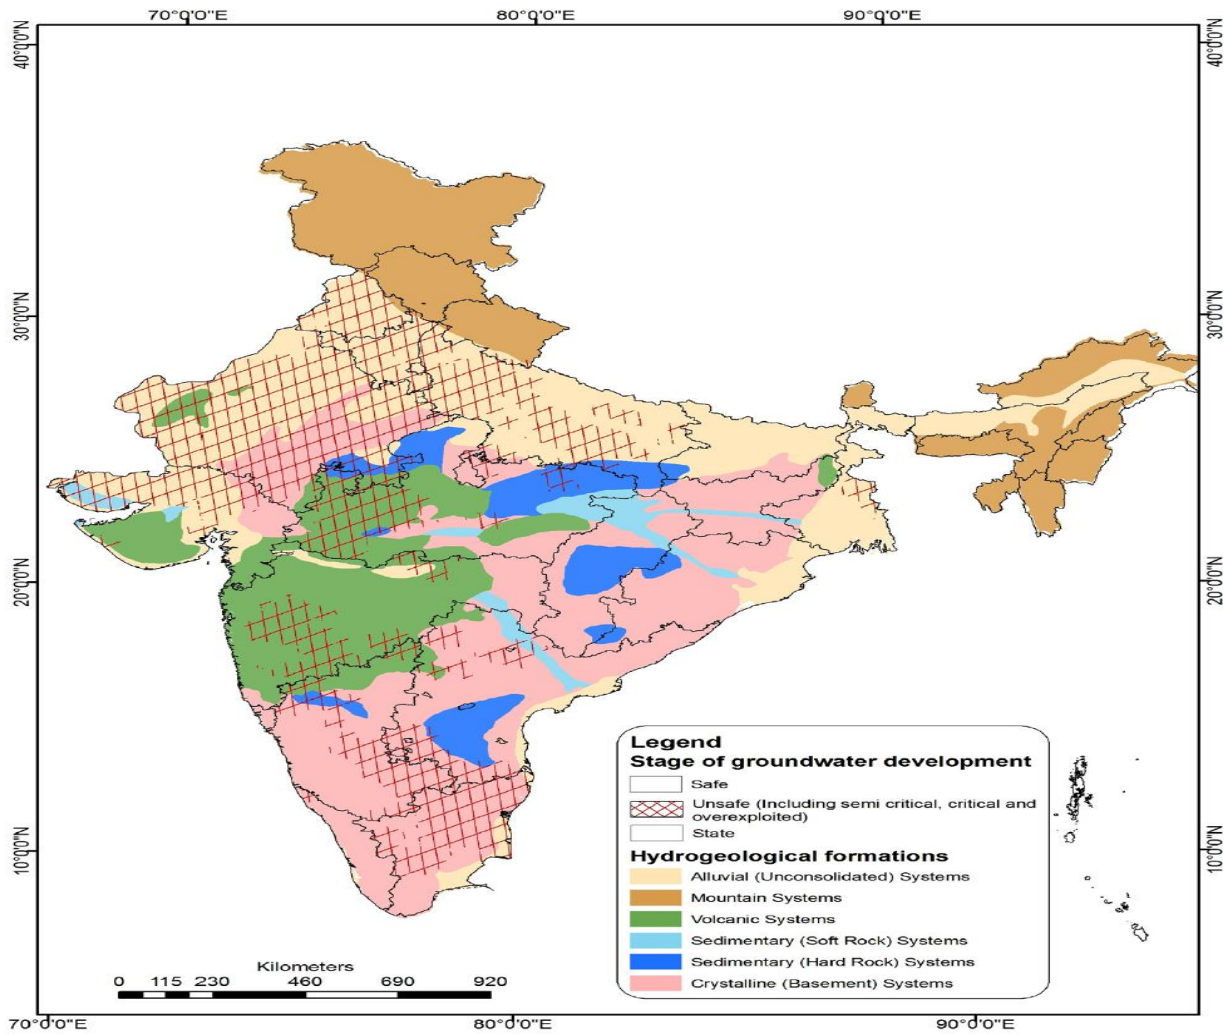 70°0'0"E
80°0'0"E
90°0'0"E
40°0'0"N
40°0'0"N
30°0'0"N
30°0'0"N
20°0'0"N
20°0'0"N
10°0'0"N
10°0'0"N
Legend
Stage of groundwater development
Safe
Unsafe (Including semi critical, critical and
overexploited)
State
Hydrogeological formations
Alluvial (Unconsolidated) Systems
Mountain Systems
Volcanic Systems
Sedimentary (Soft Rock) Systems
Sedimentary (Hard Rock) Systems
Crystalline (Basement) Systems
Kilometers
0 115 230 460 690 920
70°0'0"E
80°0'0"E
90°0'0"E